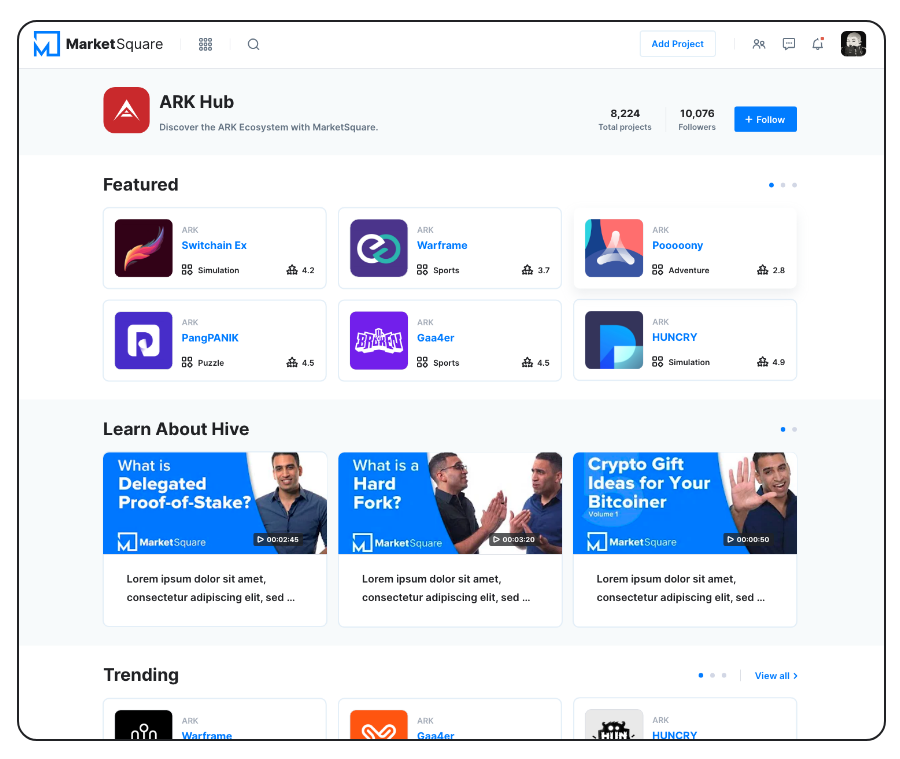 MarketSquare
Add Project
ARK Hub
Discover the ARK Ecosystem with MarketSquare.
8,224
Total projects
10,076
Followers
+ Follow
Featured
ARK
Switchain Ex
Simulation
4.2
ARK
Warframe
Sports
3.7
ARK
Pooooony
Adventure
2.8
ARK
PangPANIK
Puzzle
4.5
BROKEN
ARK
Gaa4er
Sports
4.5
ARK
HUNCRY
Simulation
4.9
Learn About Hive
What is
Delegated
Proof-of-Stake?
MarketSquare
00:02:45
Lorem ipsum dolor sit amet,
consectetur adipiscing elit, sed ...
What is a
Hard
Fork?
MarketSquare
00:03:20
Lorem ipsum dolor sit amet,
consectetur adipiscing elit, sed ...
Crypto Gift
Ideas for Your
Bitcoiner
Volume 1
MarketSquare
00:00:50
Lorem ipsum dolor sit amet,
consectetur adipiscing elit, sed ...
Trending
View all
ARK
Warframe
ARK
Gaa4er
HUN
ARK
HUNCRY